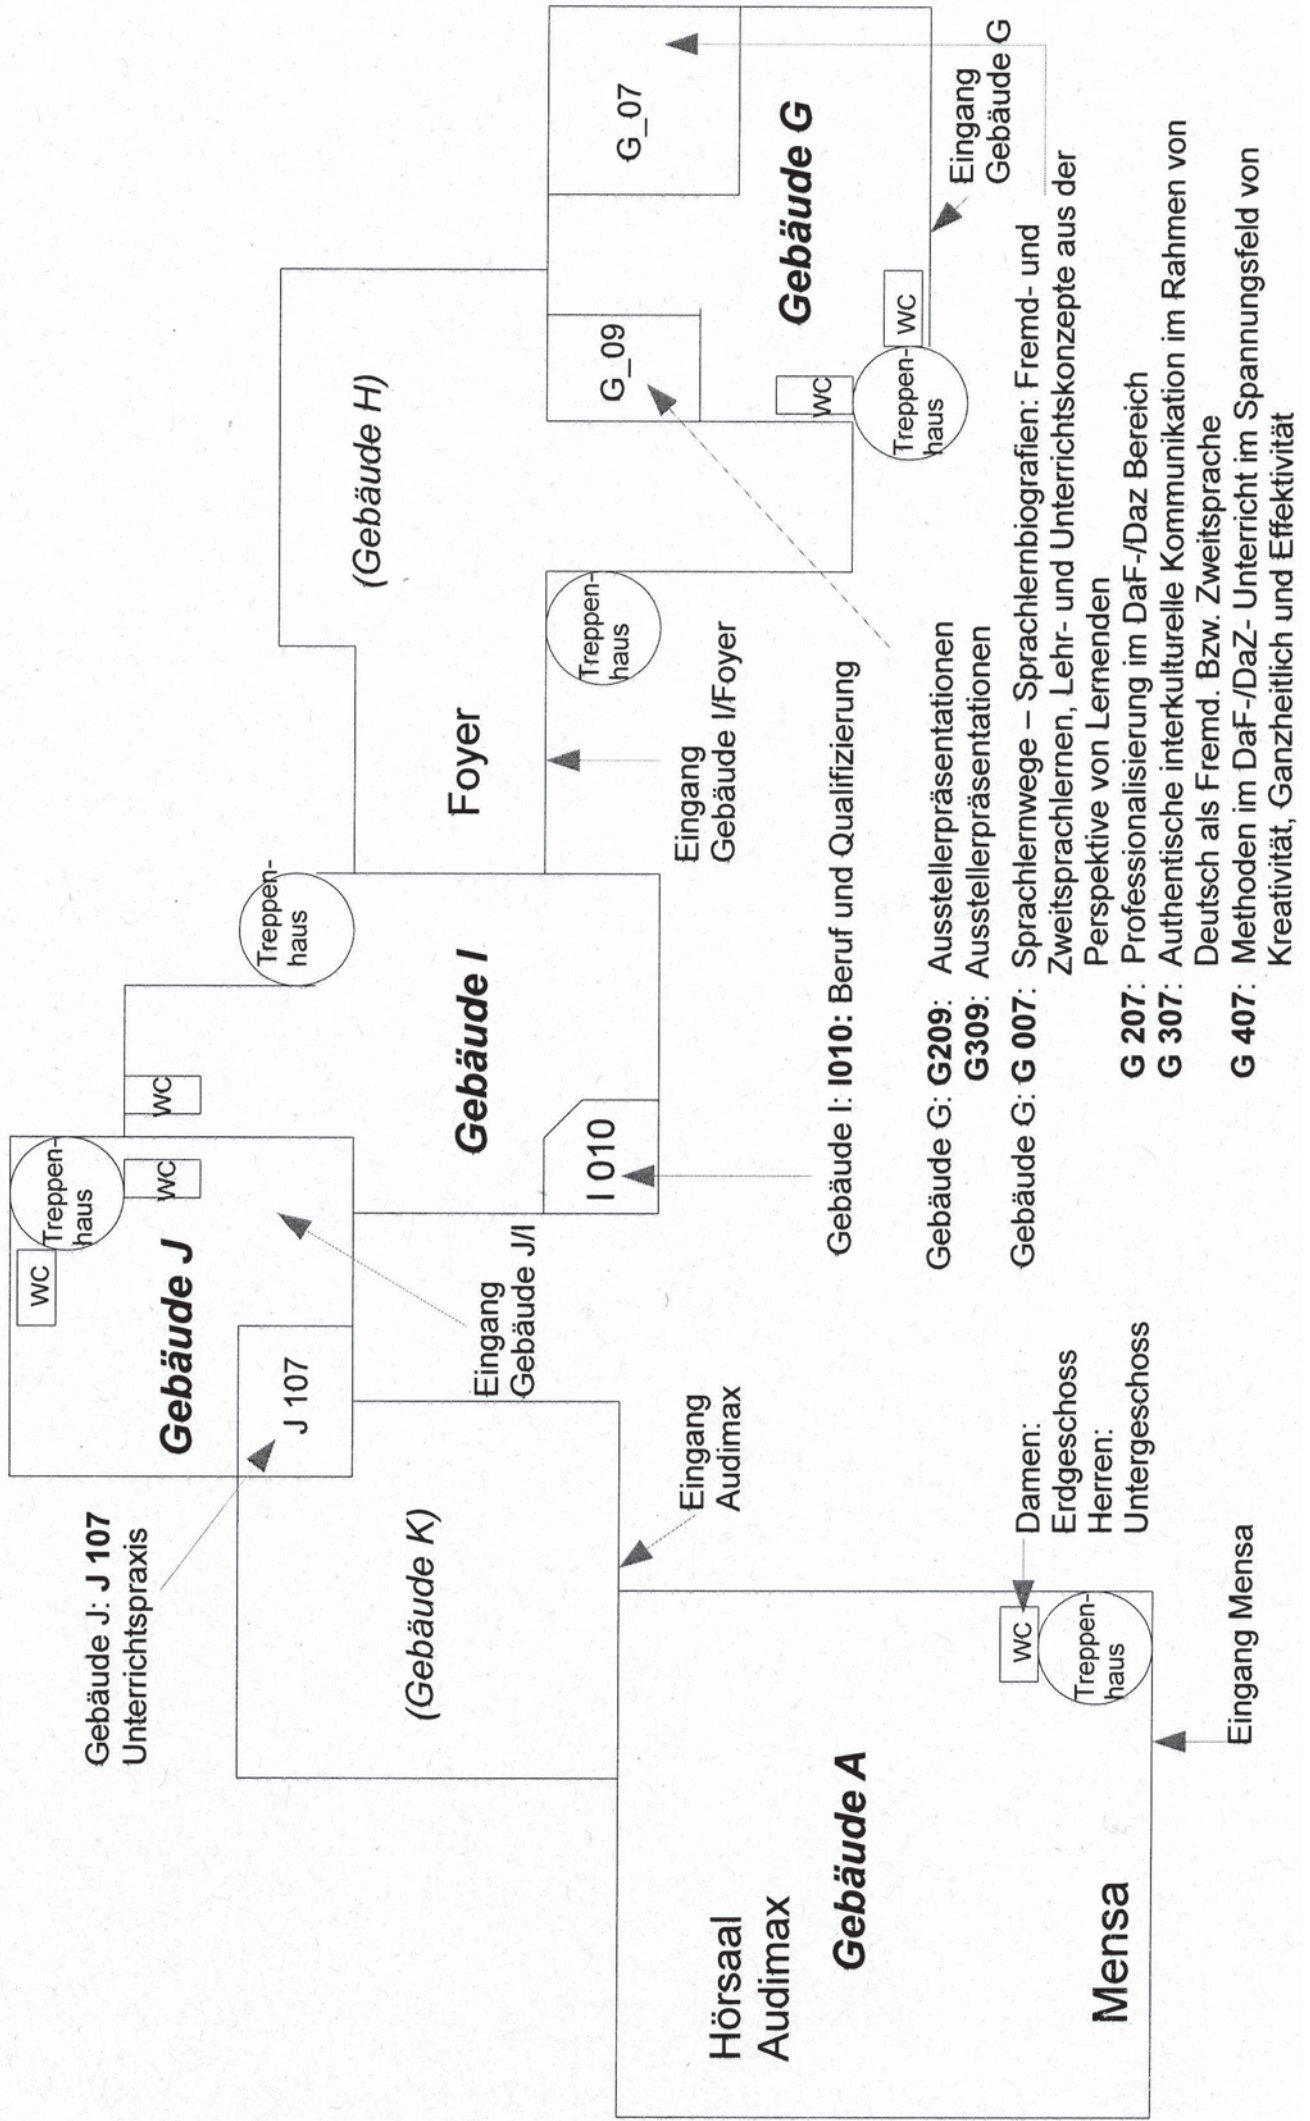 Gebäude J: J 107
Unterrichtspraxis
WC
Treppen-
haus
Gebäude J
WC
WC
J 107
Treppen-
haus
(Gebäude H)
(Gebäude K)
Eingang
Gebäude J/I
Gebäude I
Foyer
I 010
Treppen-
haus
G_09
G_07
Eingang
Audimax
Eingang
Gebäude I/Foyer
Hörsaal
Audimax
Gebäude A
WC
Gebäude G
WC
Treppen-
haus
Eingang
Gebäude G
Gebäude I: I010: Beruf und Qualifizierung
Gebäude G: G209: Ausstellerpräsentationen
G309: Ausstellerpräsentationen
Gebäude G: G 007: Sprachlernwege – Sprachlernbiografien: Fremd- und
Zweitsprachlernen, Lehr- und Unterrichtskonzepte aus der
Perspektive von Lernenden
G 207: Professionalisierung im DaF-/Daz Bereich
G 307: Authentische interkulturelle Kommunikation im Rahmen von
Deutsch als Fremd. Bzw. Zweitsprache
G 407: Methoden im DaF-/DaZ- Unterricht im Spannungsfeld von
Kreativität, Ganzheitlich und Effektivität
WC
Damen:
Erdgeschoss
Herren:
Untergeschoss
Treppen-
haus
Mensa
Eingang Mensa